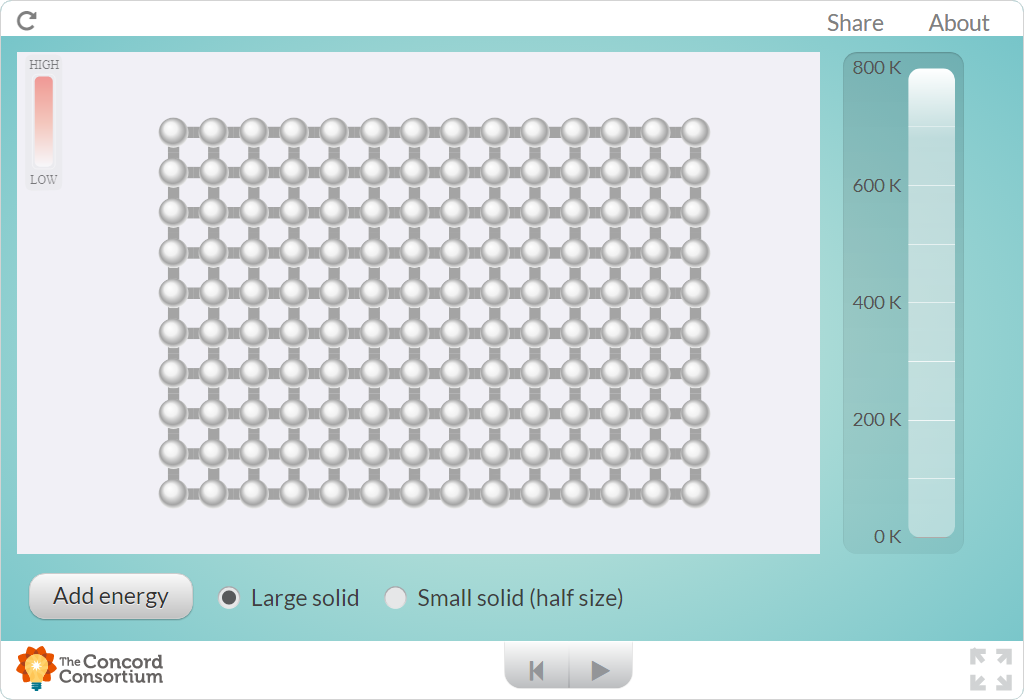 Share About
HIGH
LOW
800 K
600 K
400 K
200 K
0 K
Add energy Large solid Small solid (half size)
The Concord
Consortium